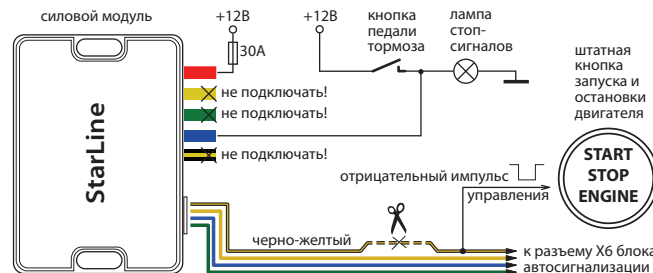 силовой модуль
+12В
+12В
кнопка
педали
тормоза
лампа
стоп-
сигналов
30А
не подключать!
не подключать!
не подключать!
StarLine
штатная
кнопка
запуска и
остановки
двигателя
START
STOP
ENGINE
отрицательный импульс
управления
черно-желтый
к разъему Х6 блока
автосигнализации